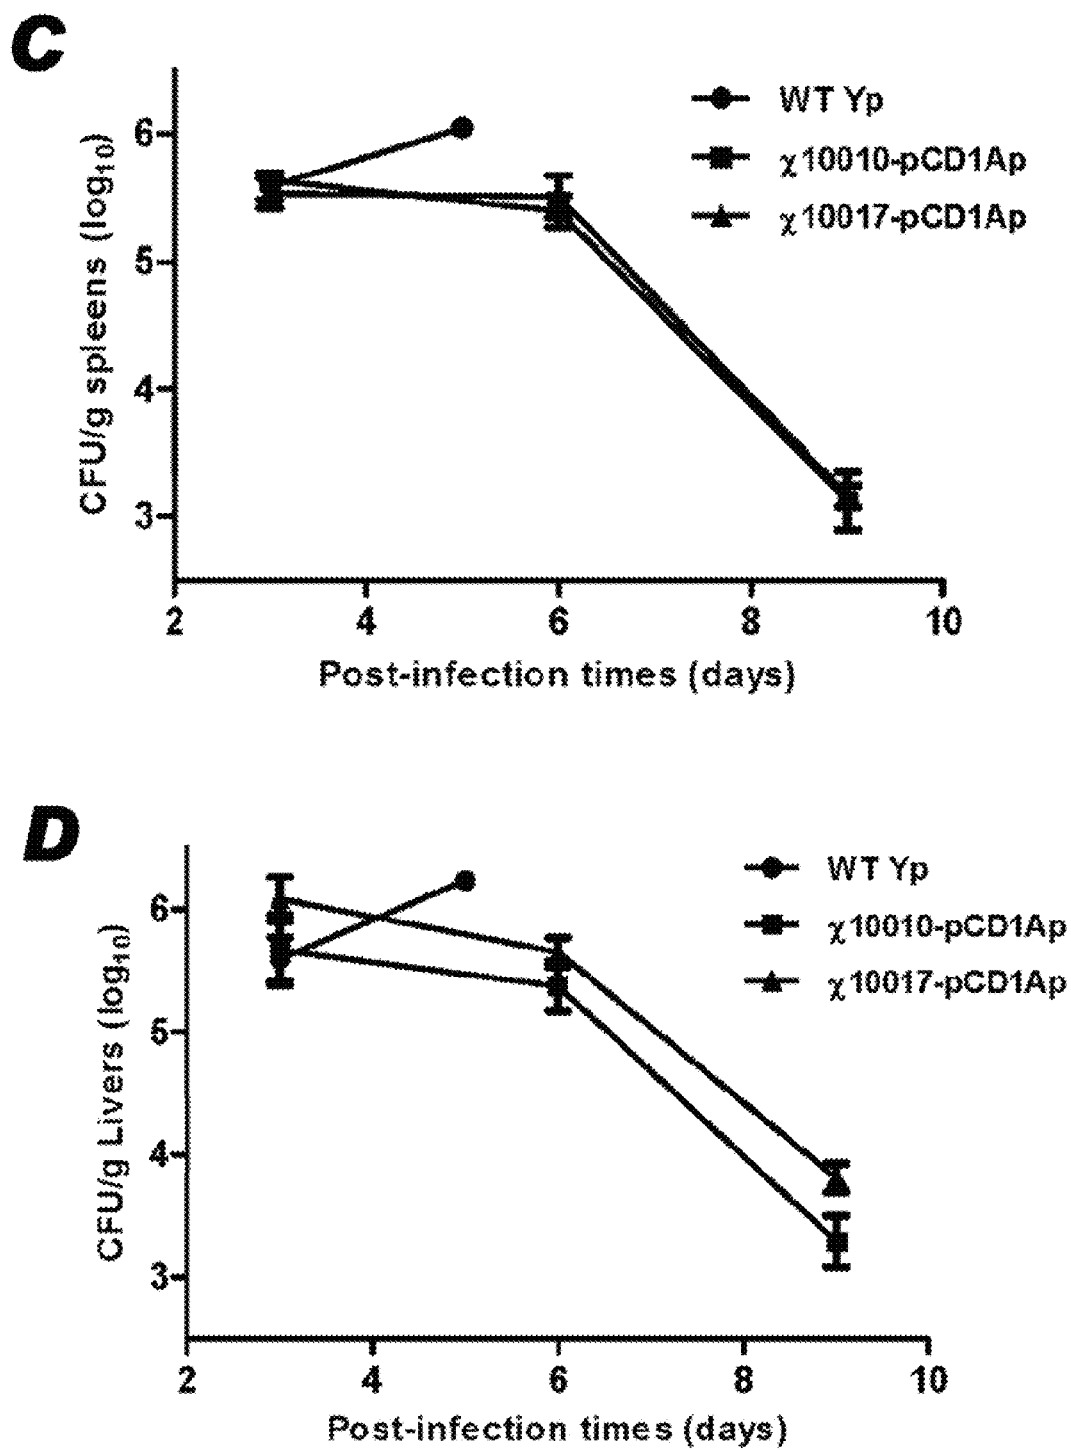 C
WT Yp
χ10010-pCD1Ap
χ10017-pCD1Ap
CFU/g spleens (log10)
6
5
4
3
2 4 6 8 10
Post-infection times (days)
D
WT Yp
χ10010-pCD1Ap
χ10017-pCD1Ap
CFU/g Livers (log10)
6
5
4
3
2 4 6 8 10
Post-infection times (days)